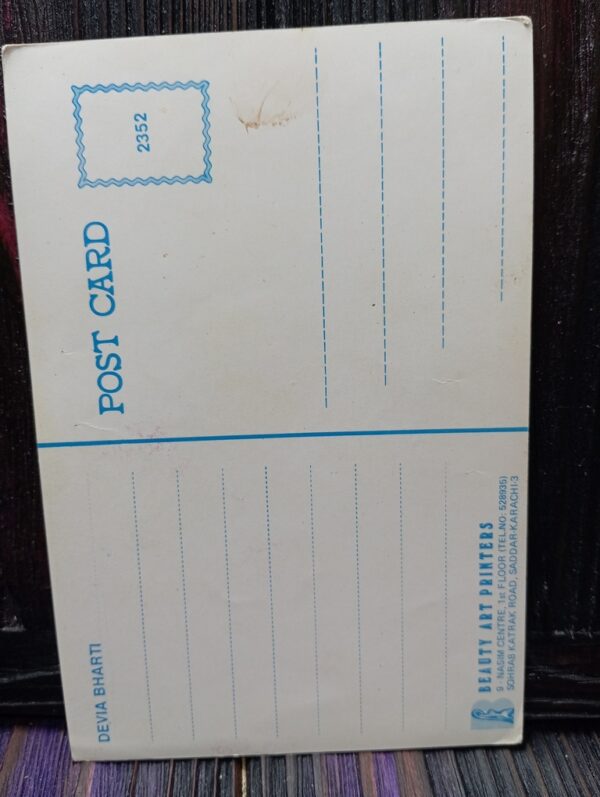 DEVIA BHARTI
POST CARD
2352
BEAUTY ART PRINTERS
9 - NASIM CENTRE, 1st FLOOR (TEL.NO: 528935)
SOHRAB KATRAK ROAD, SADDAR-KARACHI-3